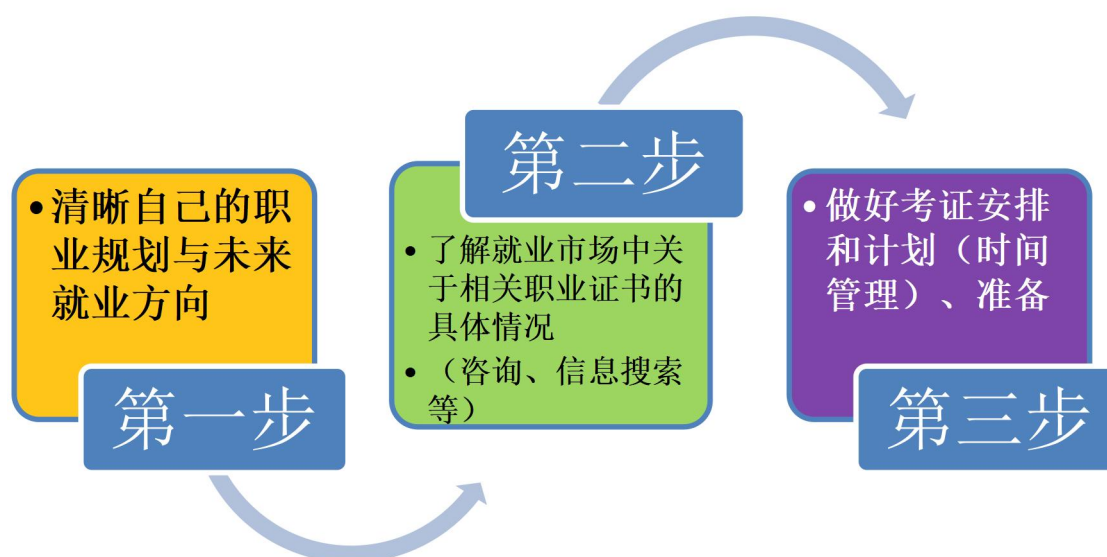 • 清晰自己的职
业规划与未来
就业方向
第一步
第二步
• 了解就业市场中关
于相关职业证书的
具体情况
• （咨询、信息搜索
等）
• 做好考证安排
和计划（时间
管理）、准备
第三步